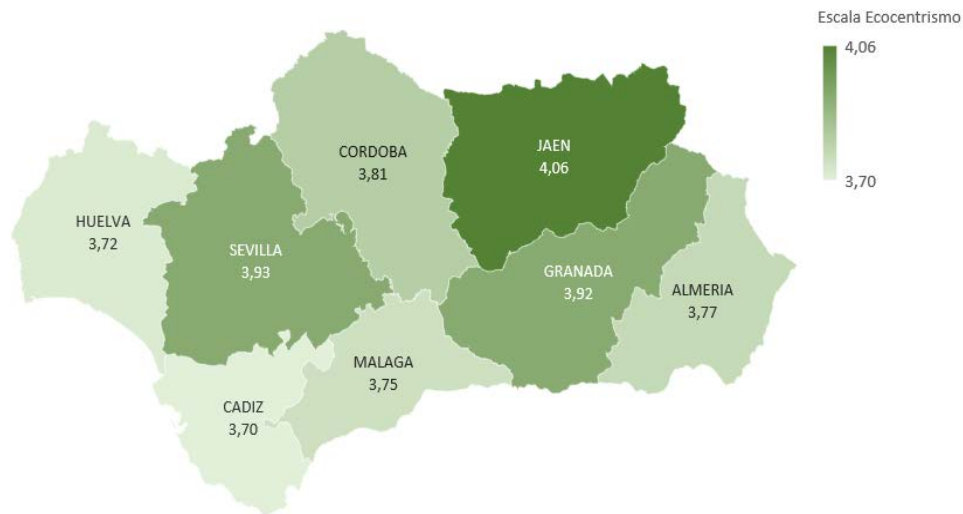 Escala Ecocentrismo
4,06
3,70
JAEN
4,06
CORDOBA
3,81
HUELVA
3,72
SEVILLA
3,93
GRANADA
3,92
ALMERIA
3,77
MALAGA
3,75
CADIZ
3,70